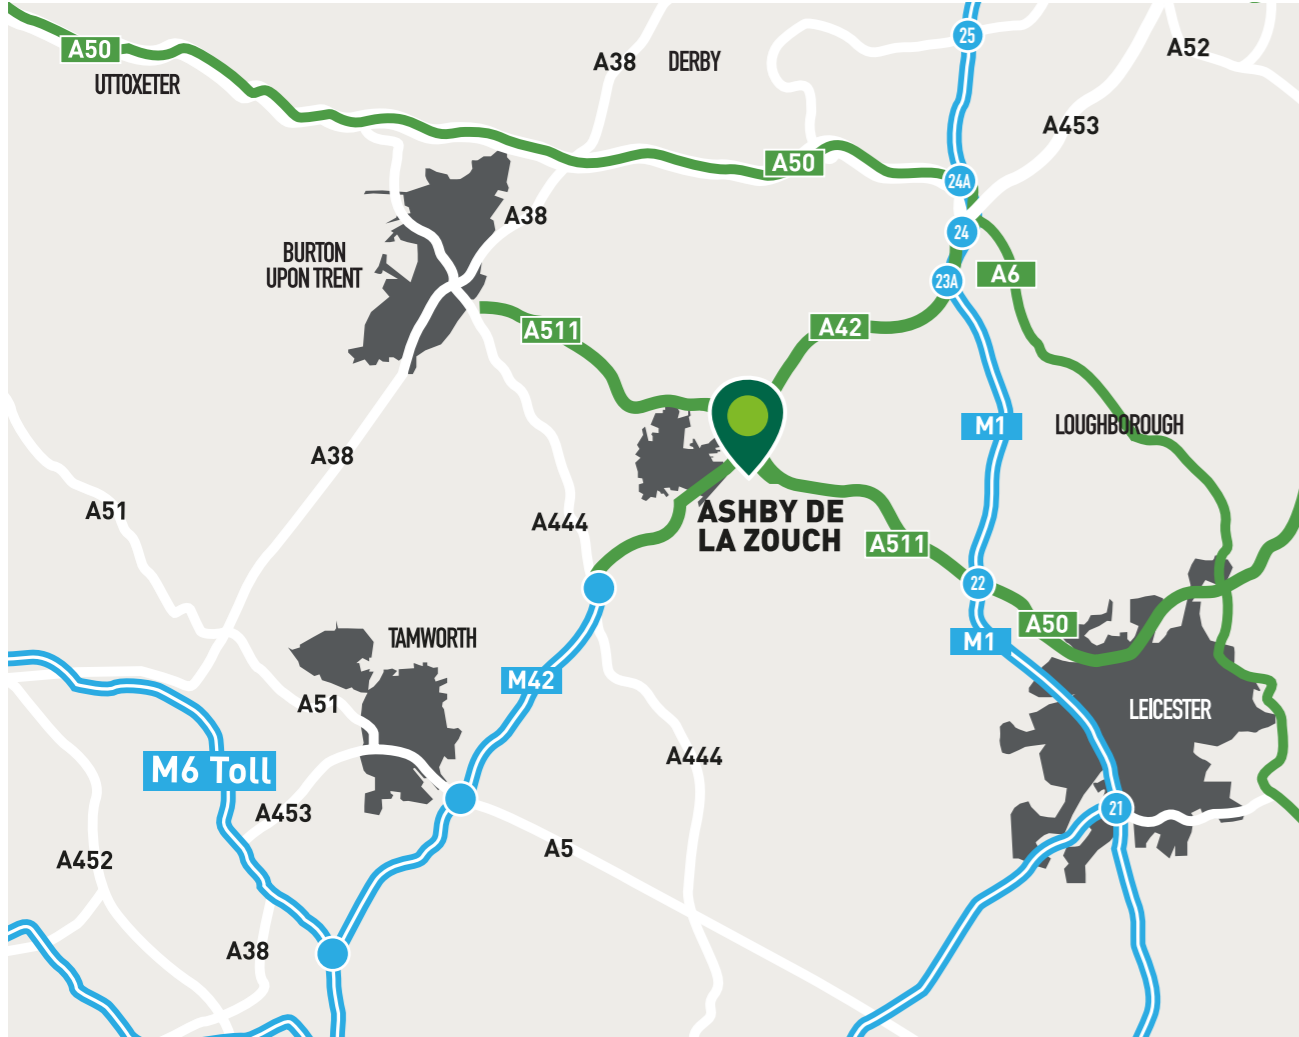 25
A50
A52
A38
DERBY
UTTOXETER
A453
A50
24A
A38
24
BURTON
UPON TRENT
A6
23A
A511
A42
M1
LOUGHBOROUGH
A38
A51
ASHBY DE
LA ZOUCH
A444
A511
22
A50
TAMWORTH
M1
M42
A51
LEICESTER
A444
M6 Toll
21
A453
A5
A452
A38